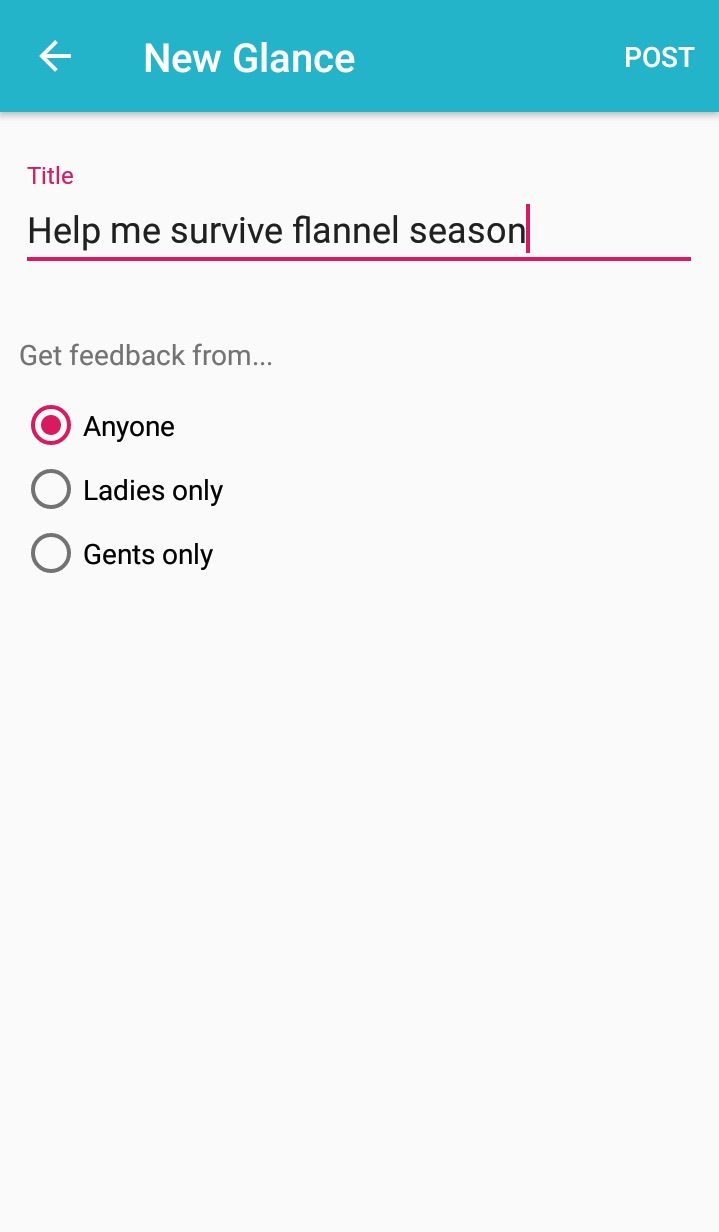 New Glance POST
Title
Help me survive flannel season
Get feedback from...
Anyone
Ladies only
Gents only